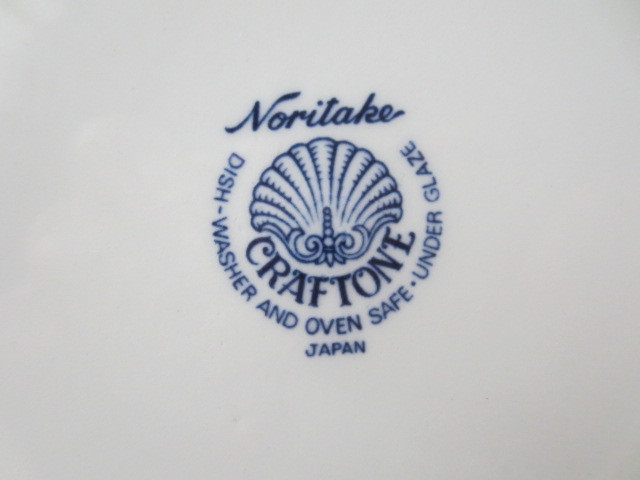 Noritake
CRAFTONE
DISH-WASHER AND OVEN SAFE·UNDER GLAZE
JAPAN